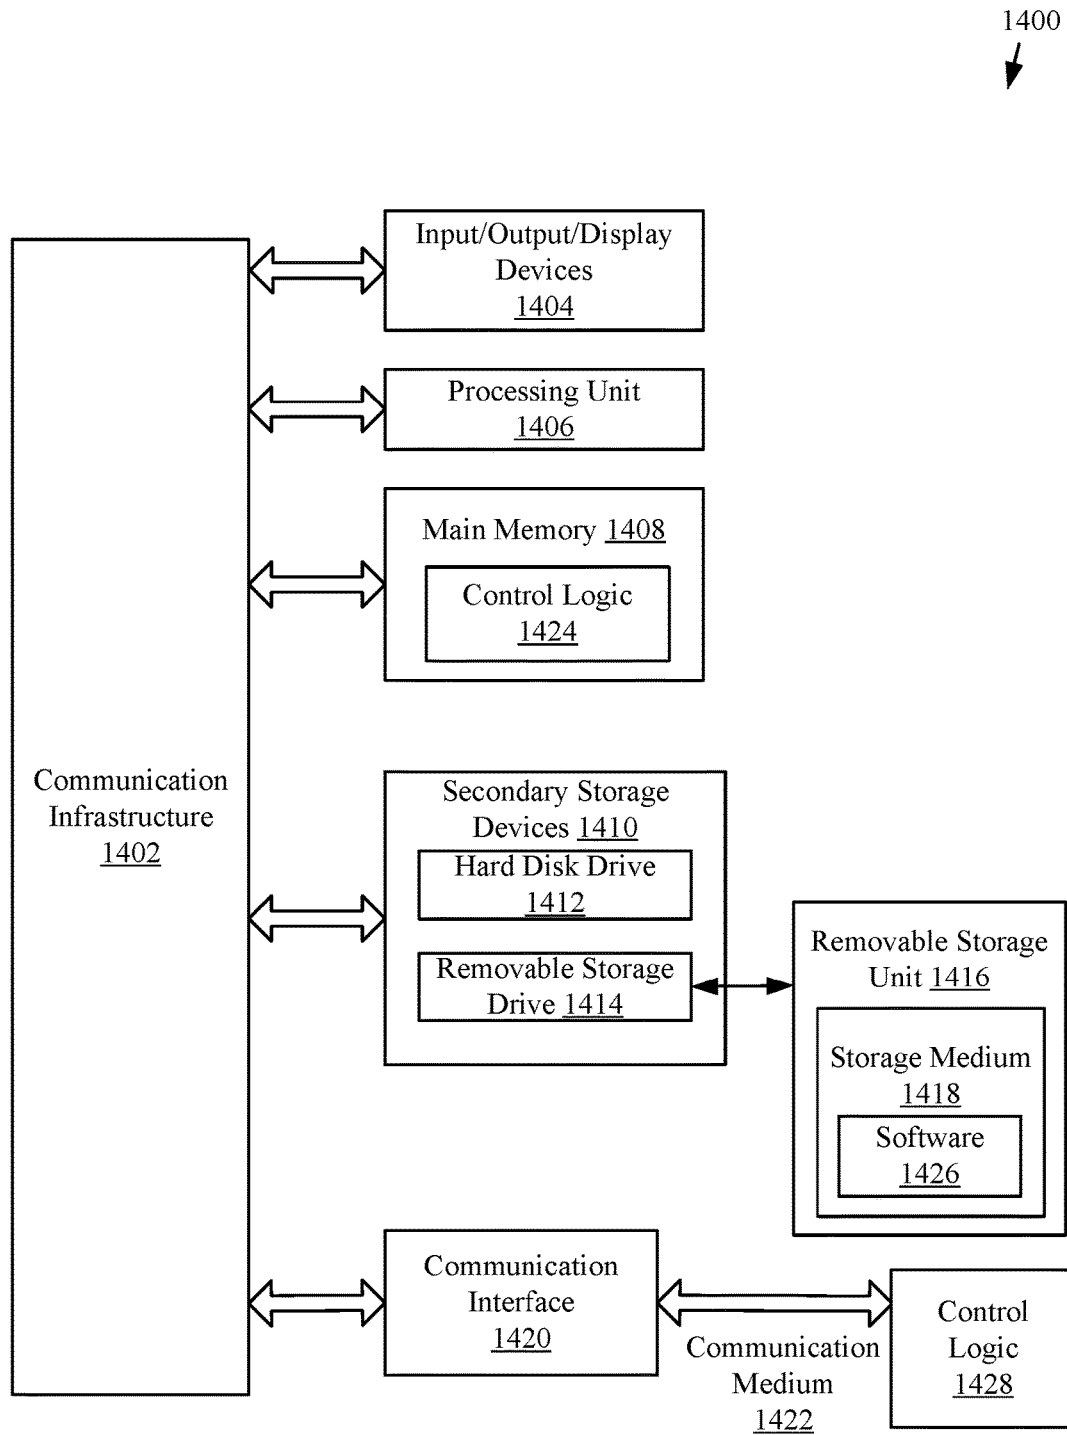 1400
Input/Output/Display
Devices
1404
Processing Unit
1406
Main Memory 1408
Control Logic
1424
Communication
Infrastructure
1402
Secondary Storage
Devices 1410
Hard Disk Drive
1412
Removable Storage
Drive 1414
Removable Storage
Unit 1416
Storage Medium
1418
Software
1426
Communication
Interface
1420
Communication
Medium
1422
Control
Logic
1428